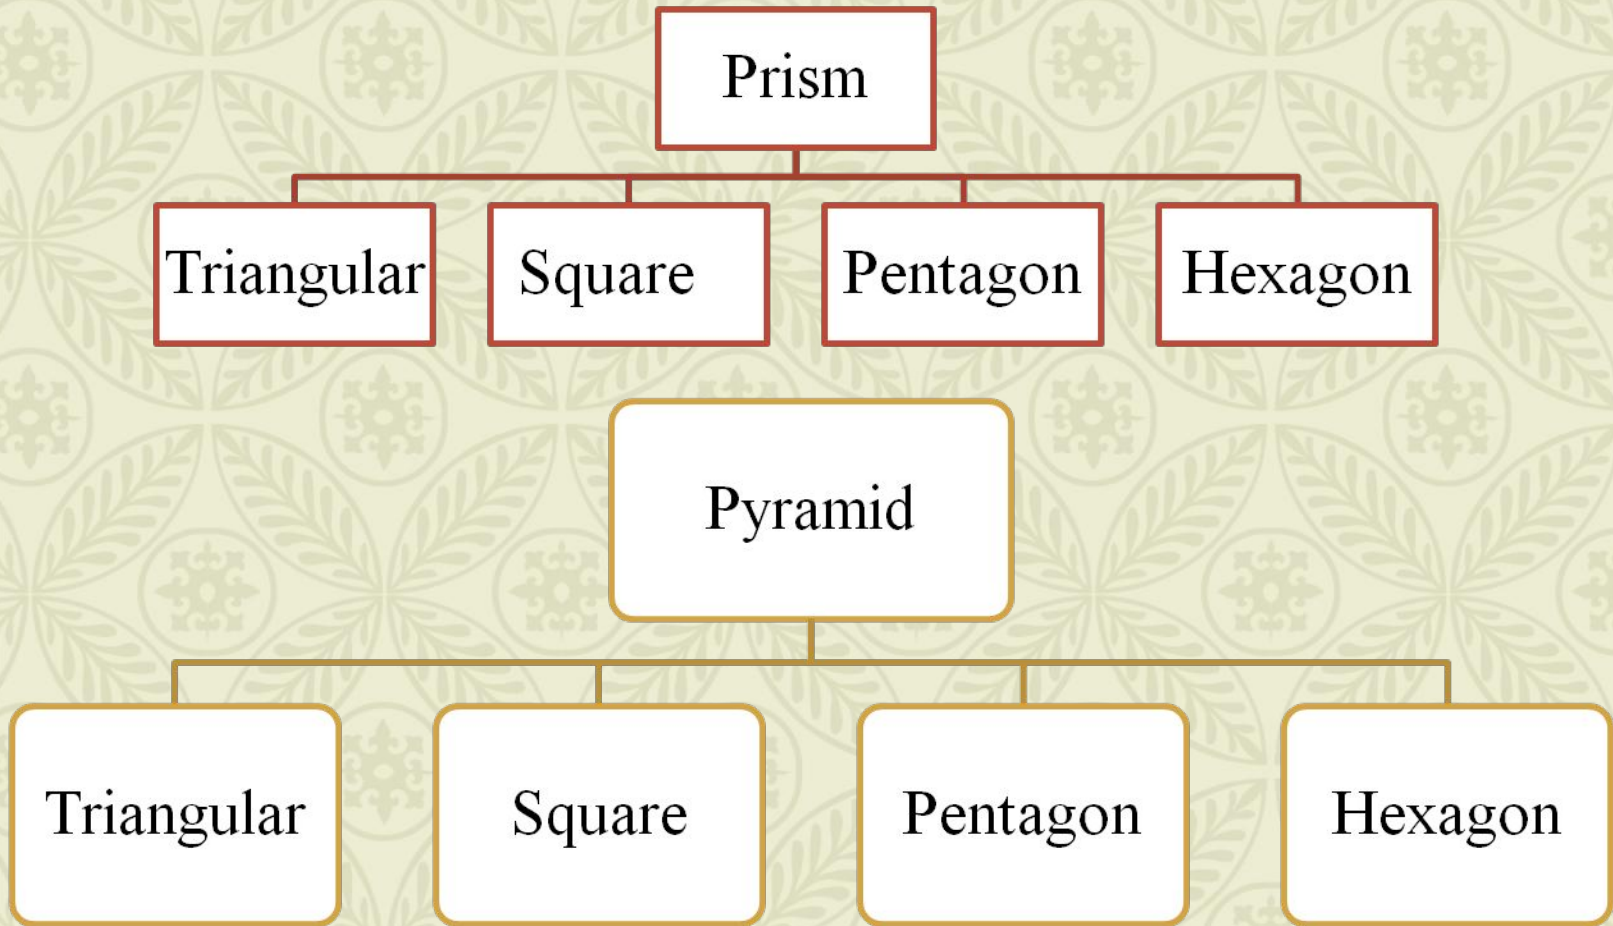 Prism
Triangular
Square
Pentagon
Hexagon
Pyramid
Triangular
Square
Pentagon
Hexagon